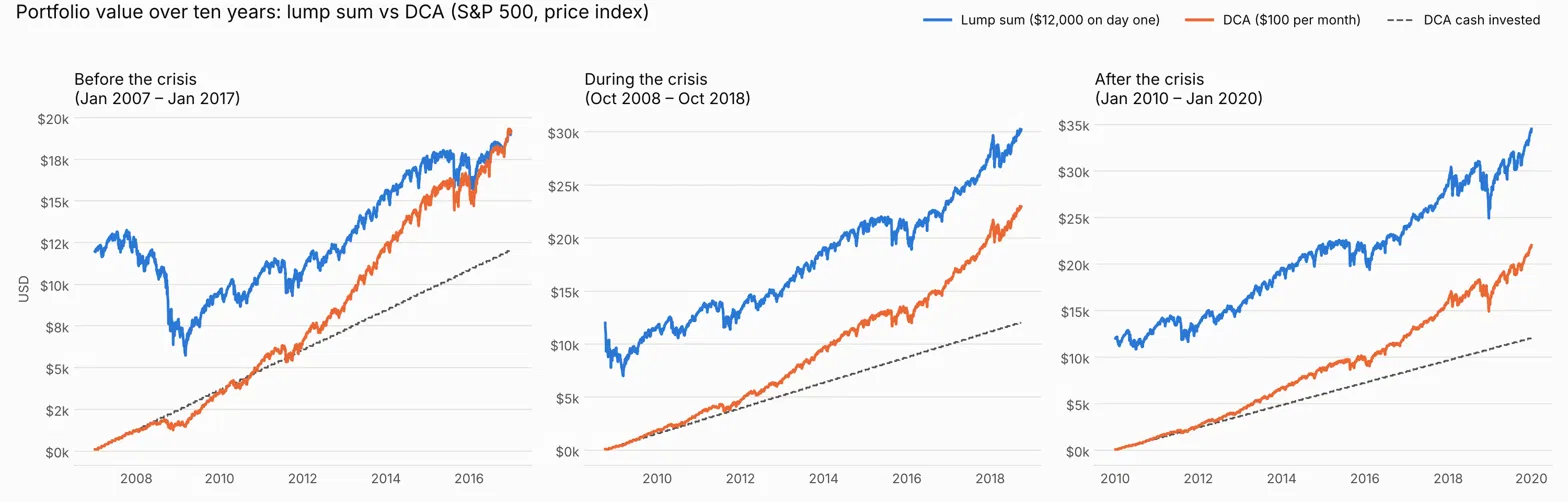 Portfolio value over ten years: lump sum vs DCA (S&P 500, price index)
Lump sum ($12,000 on day one)
DCA ($100 per month)
DCA cash invested
Before the crisis
(Jan 2007 – Jan 2017)
USD
$20k
$18k
$15k
$12k
$10k
$8k
$5k
$2k
$0k
2008
2010
2012
2014
2016
During the crisis
(Oct 2008 – Oct 2018)
$30k
$25k
$20k
$15k
$10k
$5k
$0k
2010
2012
2014
2016
2018
After the crisis
(Jan 2010 – Jan 2020)
$35k
$30k
$25k
$20k
$15k
$10k
$5k
$0k
2010
2012
2014
2016
2018
2020